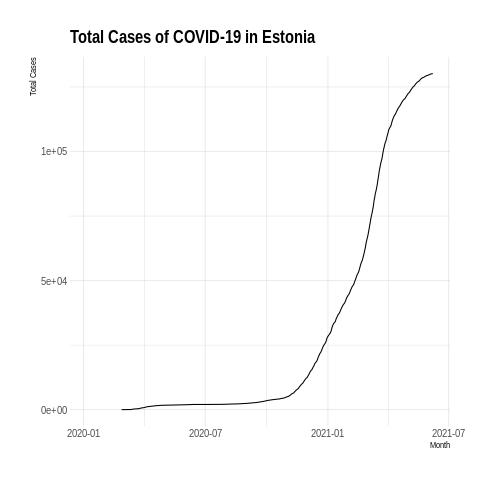 Total Cases of COVID-19 in Estonia
Total Cases
1e+05
5e+04
0e+00
2020-01 2020-07 2021-01 2021-07
Month